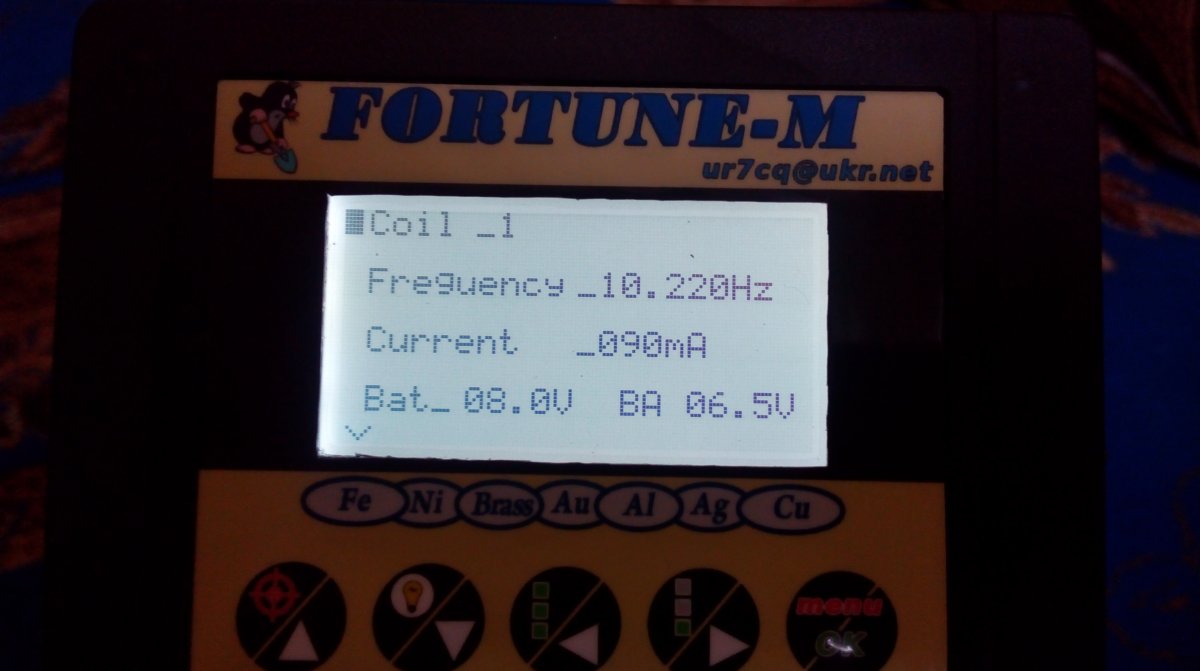 FORTUNE-M
ur7cq@ukr.net
Coil _1
Frequency _10.220Hz
Current _090mA
Bat_ 08.0V BA 06.5V
Fe Ni Brass Au Al Ag Cu
menu
OK